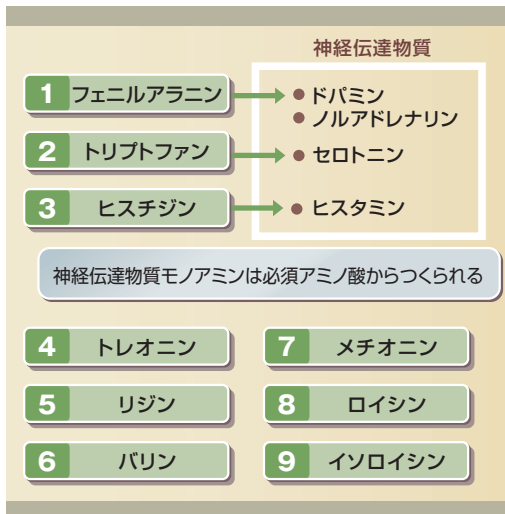 神経伝達物質
1 フェニルアラニン
● ドパミン
● ノルアドレナリン
2 トリプトファン
● セロトニン
3 ヒスチジン
● ヒスタミン
神経伝達物質モノアミンは必須アミノ酸からつくられる
4 トレオニン
7 メチオニン
5 リジン
8 ロイシン
6 バリン
9 イソロイシン